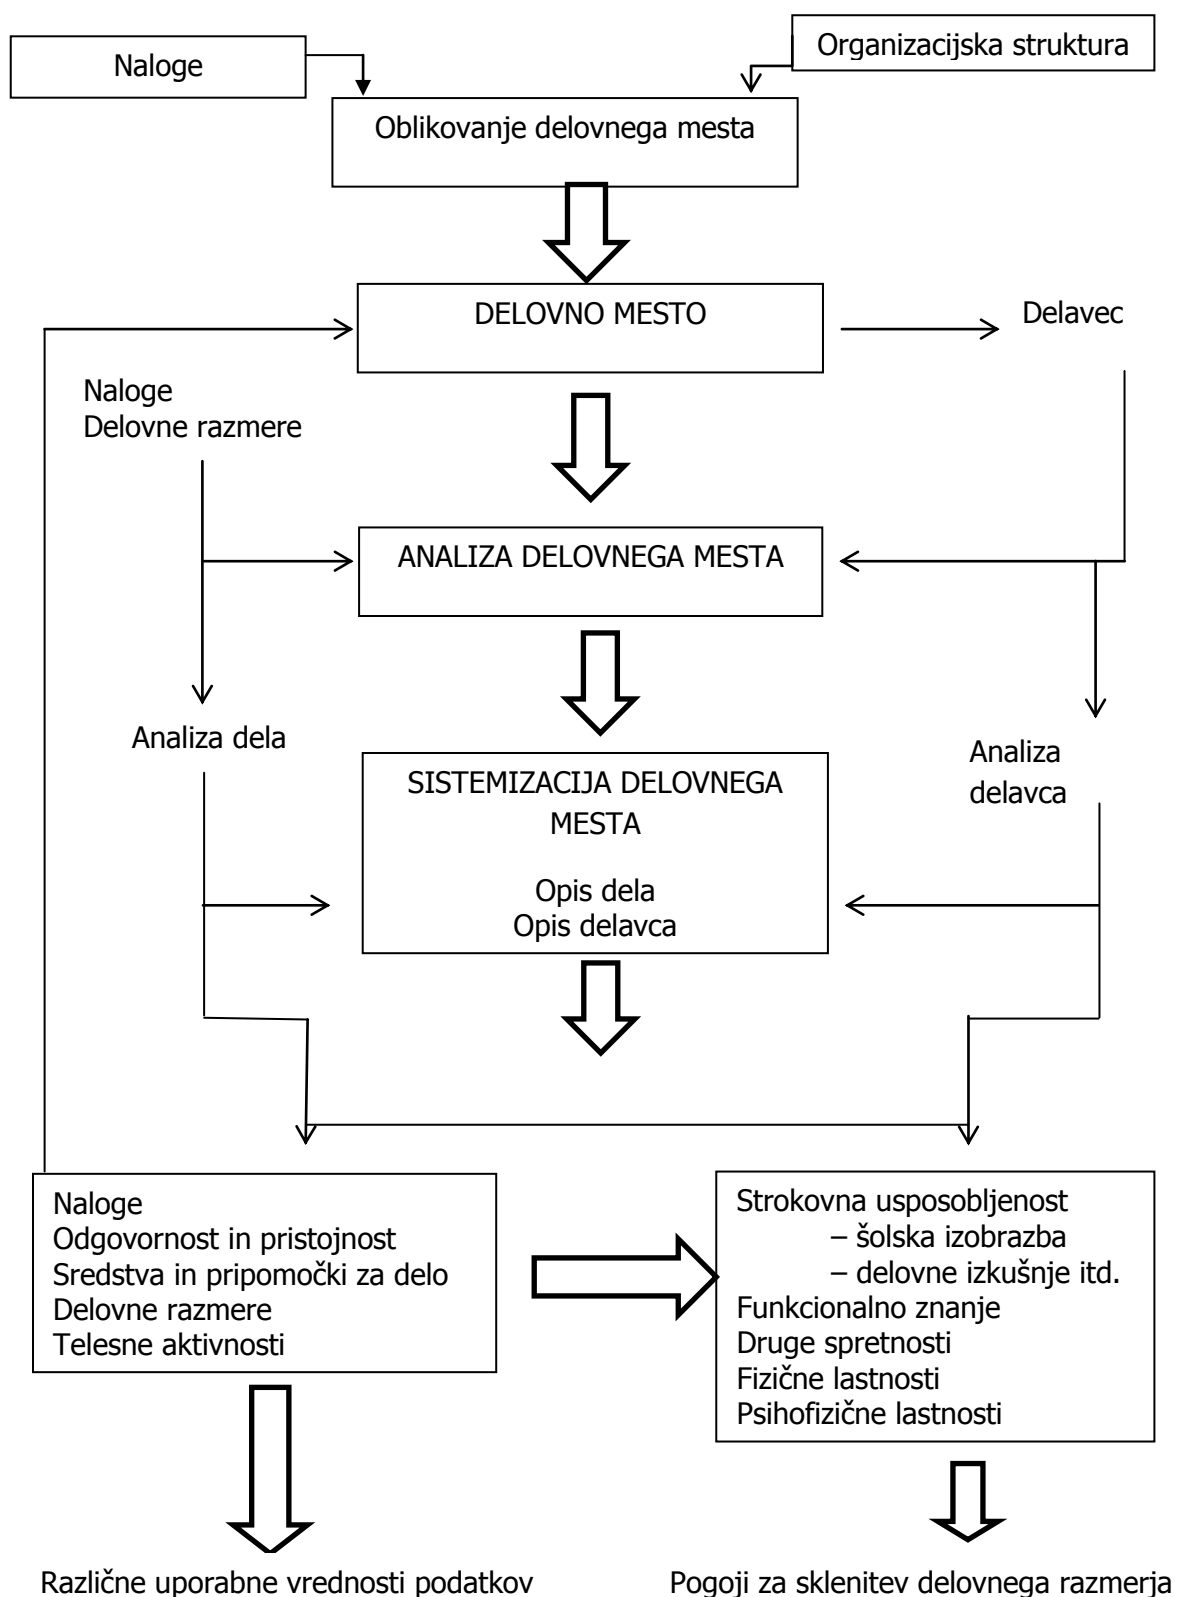 Naloge
Organizacijska struktura
Oblikovanje delovnega mesta
DELOVNO MESTO
Delavec
Naloge
Delovne razmere
ANALIZA DELOVNEGA MESTA
Analiza dela
Analiza
delavca
SISTEMIZACIJA DELOVNEGA
MESTA
Opis dela
Opis delavca
Naloge
Odgovornost in pristojnost
Sredstva in pripomočki za delo
Delovne razmere
Telesne aktivnosti
Strokovna usposobljenost
– šolska izobrazba
– delovne izkušnje itd.
Funkcionalno znanje
Druge spretnosti
Fizične lastnosti
Psihofizične lastnosti
Različne uporabne vrednosti podatkov
Pogoji za sklenitev delovnega razmerja